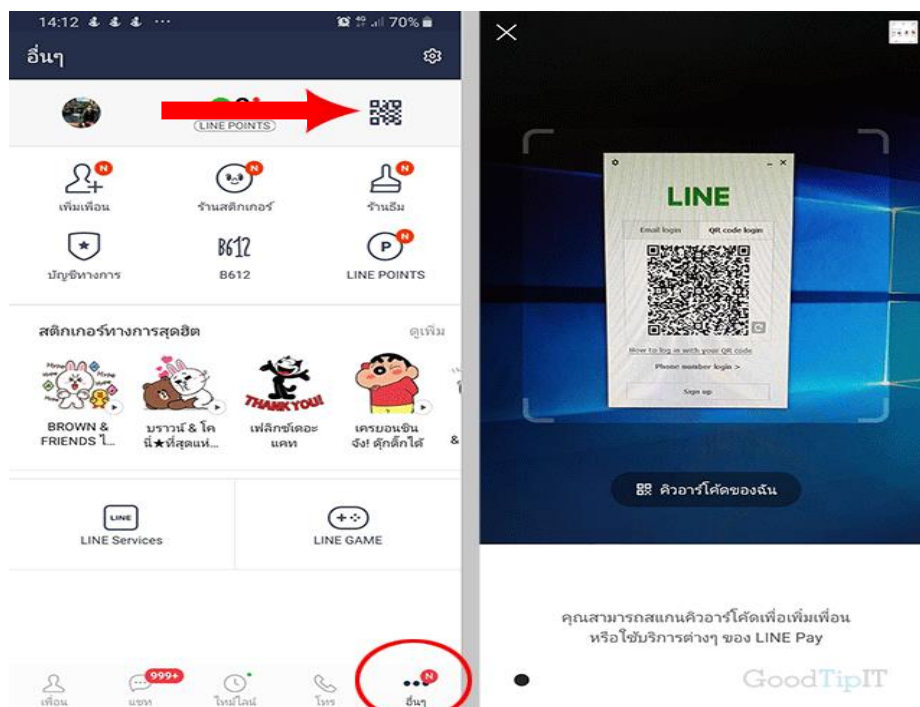 14:12
70%
อื่นๆ
LINE POINTS
เพิ่มเพื่อน
ร้านสติกเกอร์
ร้านธีม
N
N
N
บัญชีทางการ
B612
B612
P
N
LINE POINTS
สติกเกอร์ทางการสุดฮิต
ดูเพิ่ม
THANK YOU!
BROWN &
FRIENDS ไ...
บราวน์ & โค
นี่★ที่สุดแห่...
เฟลิกซ์เดอะ
แคท
เครยอนชิน
จัง! ดุ๊กดิ๊กได้
&
LINE
LINE Services
LINE GAME
เพื่อน
999+
แชท
ไทม์ไลน์
โทร
N
อื่นๆ
LINE
Email login
QR code login
How to log in with your QR code
Phone number login >
Sign up
คิวอาร์โค้ดของฉัน
คุณสามารถสแกนคิวอาร์โค้ดเพื่อเพิ่มเพื่อน
หรือใช้บริการต่างๆ ของ LINE Pay
GoodTipIT